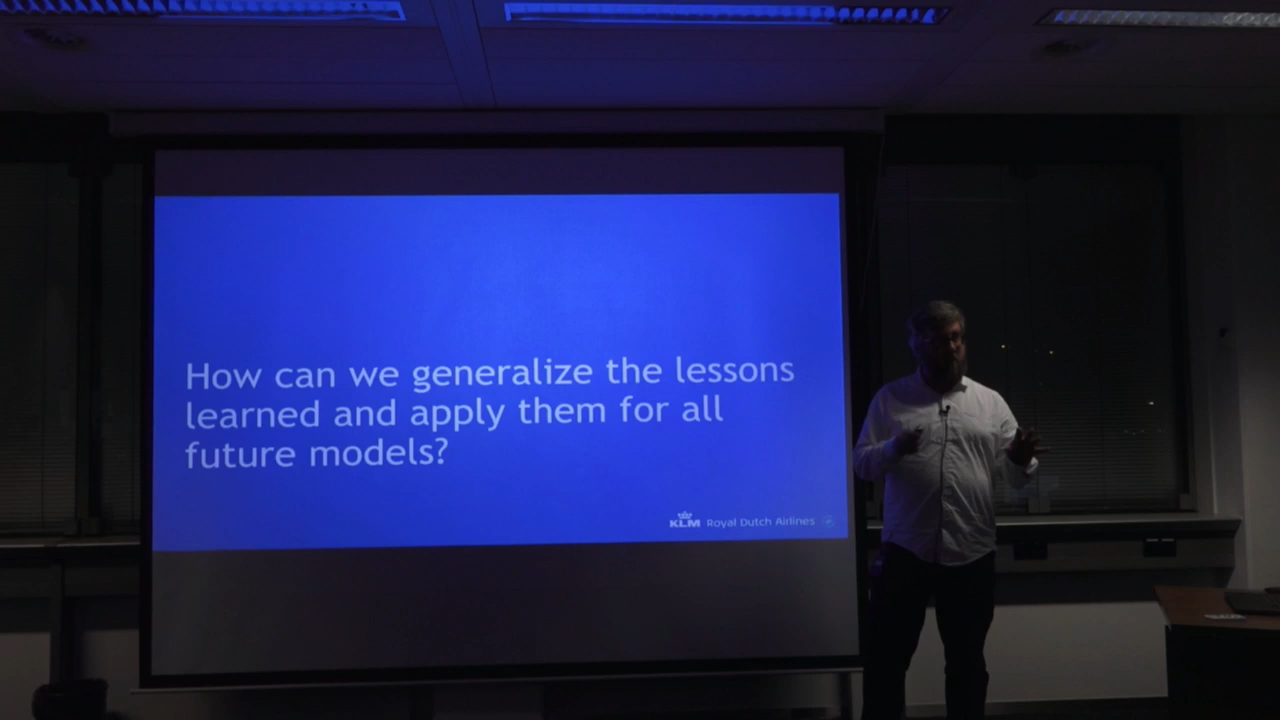 How can we generalize the lessons
learned and apply them for all
future models?
KLM Royal Dutch Airlines